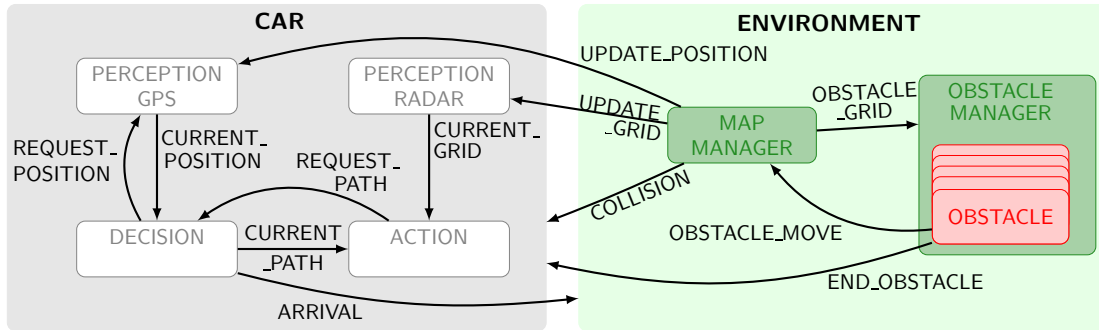 CAR
ENVIRONMENT
UPDATE_POSITION
PERCEPTION
GPS
PERCEPTION
RADAR
UPDATE
_GRID
MAP
MANAGER
OBSTACLE
_GRID
OBSTACLE
MANAGER
REQUEST_
POSITION
CURRENT_
POSITION
REQUEST_
PATH
CURRENT_
GRID
COLLISION
OBSTACLE
DECISION
CURRENT
_PATH
ACTION
OBSTACLE_MOVE
END_OBSTACLE
ARRIVAL